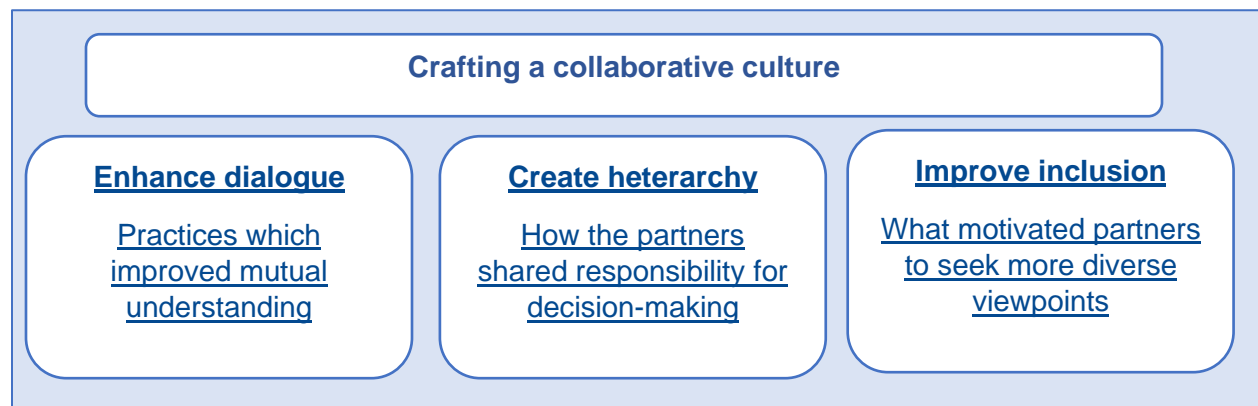 Crafting a collaborative culture
Enhance dialogue
Practices which
improved mutual
understanding
Create heterarchy
How the partners
shared responsibility for
decision-making
Improve inclusion
What motivated partners
to seek more diverse
viewpoints